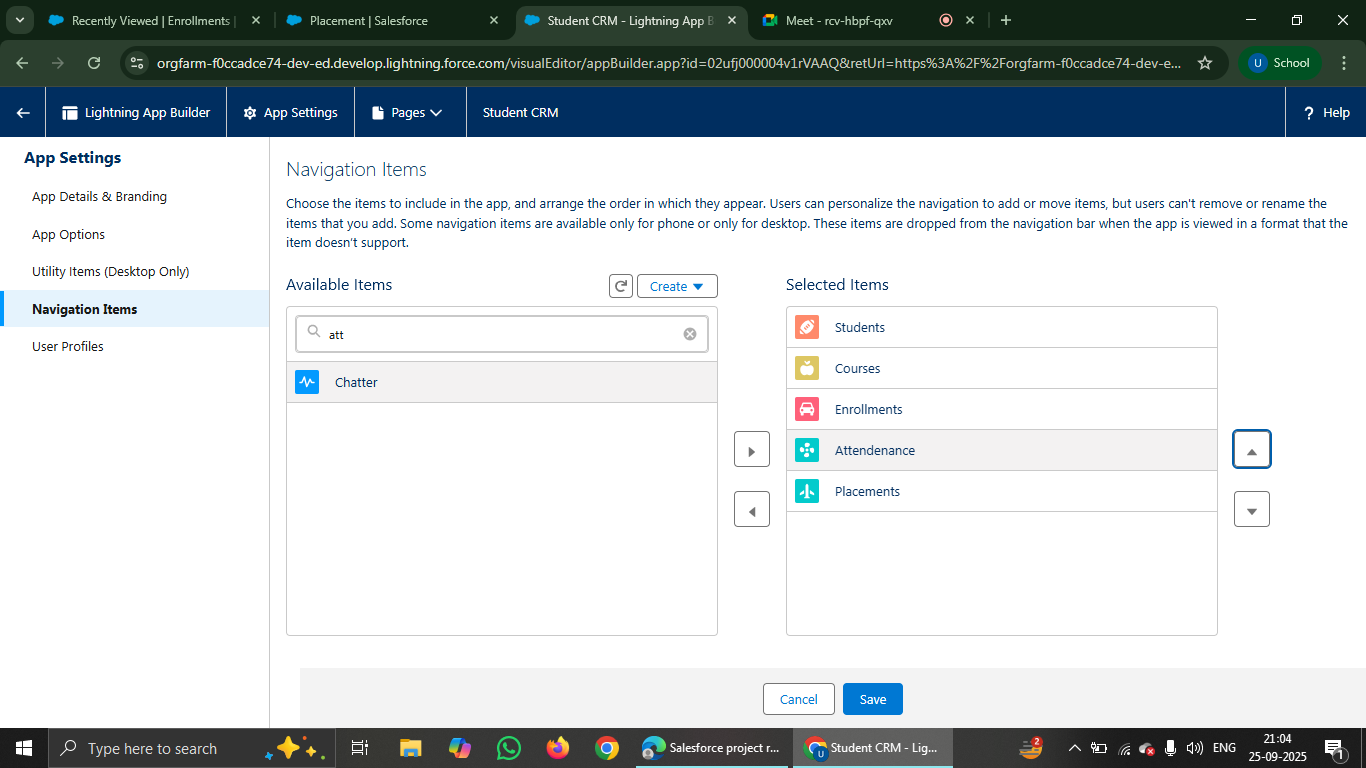 Recently Viewed | Enrollments |
Placement | Salesforce
Student CRM - Lightning App B
Meet - rcv-hbpf-qxv
orgfarm-f0ccadce74-dev-ed.develop.lightning.force.com/visualEditor/appBuilder.app?id=02ufj000004v1rVAAQ&retUrl=https%3A%2F%2Forgfarm-f0ccadce74-dev-e...
U School
Lightning App Builder
App Settings
Pages
Student CRM
? Help
App Settings
App Details & Branding
App Options
Utility Items (Desktop Only)
Navigation Items
User Profiles
Navigation Items
Choose the items to include in the app, and arrange the order in which they appear. Users can personalize the navigation to add or move items, but users can't remove or rename the
items that you add. Some navigation items are available only for phone or only for desktop. These items are dropped from the navigation bar when the app is viewed in a format that the
item doesn't support.
Available Items
Create
att
Chatter
Selected Items
Students
Courses
Enrollments
Attendenance
Placements
Cancel
Save
Type here to search
Salesforce project r...
U
Student CRM - Lig...
2
ENG
21:04
25-09-2025
1